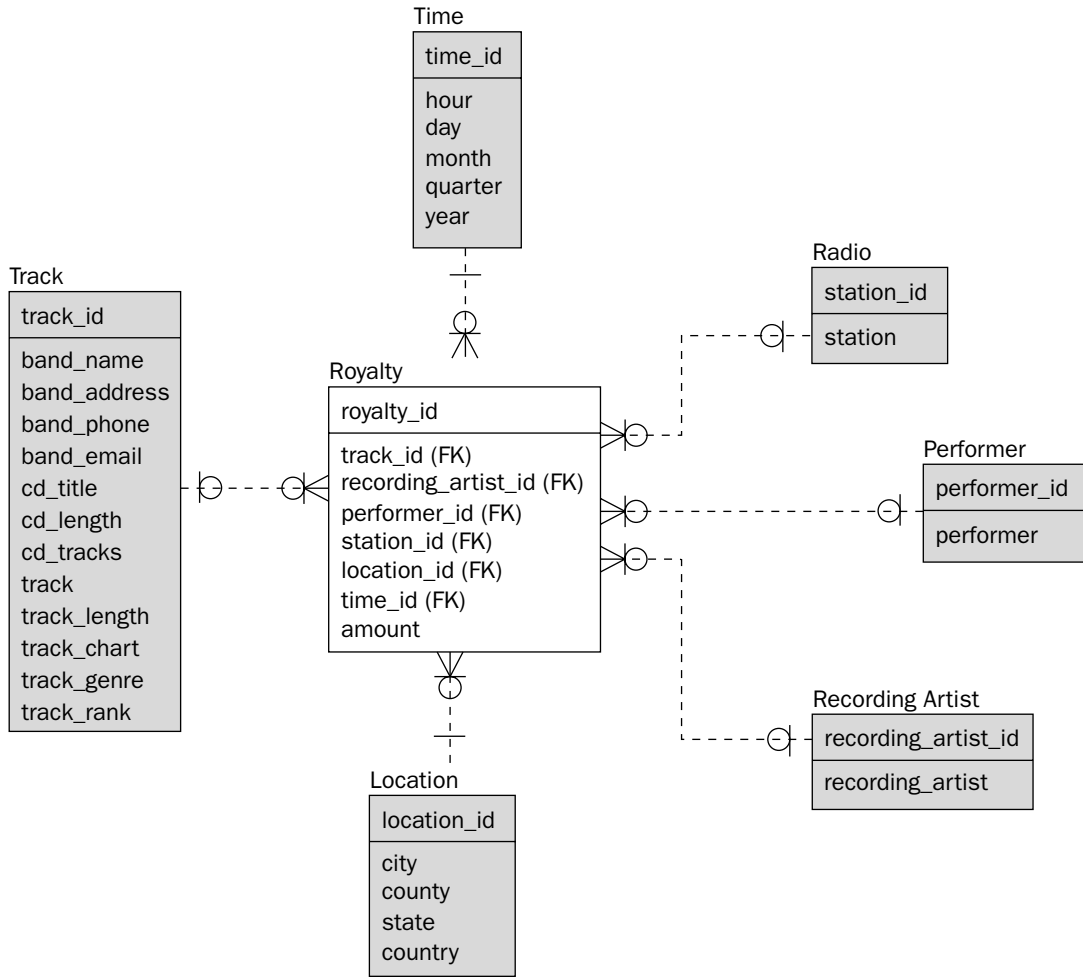 Time
time_id
hour
day
month
quarter
year
Track
track_id
band_name
band_address
band_phone
band_email
cd_title
cd_length
cd_tracks
track
track_length
track_chart
track_genre
track_rank
Royalty
royalty_id
track_id (FK)
recording_artist_id (FK)
performer_id (FK)
station_id (FK)
location_id (FK)
time_id (FK)
amount
Radio
station_id
station
Performer
performer_id
performer
Recording Artist
recording_artist_id
recording_artist
Location
location_id
city
county
state
country